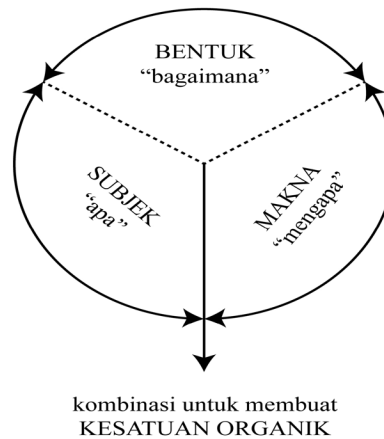 BENTUK
“bagaimana”
SUBJEK
“apa”
MAKNA
“mengapa”
kombinasi untuk membuat
KESATUAN ORGANIK